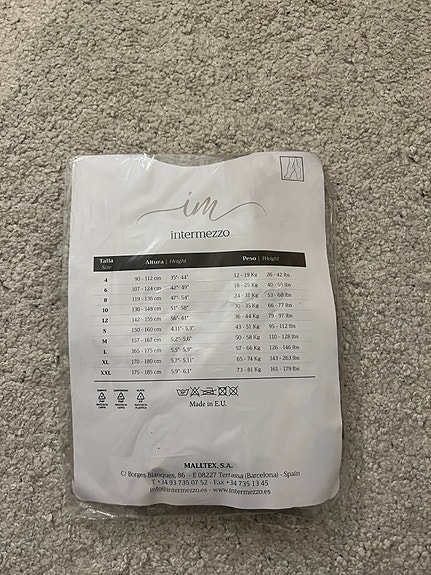 im
intermezzo
Talla Altura | Height Peso | Weight
Size
4 90 - 112 cm 35"- 44" 12 - 19 Kg 26 - 42 lbs
6 107 - 124 cm 42"- 49" 18 - 25 Kg 40 - 55 lbs
8 119 - 136 cm 47"- 54" 24 - 31 Kg 53 - 68 lbs
10 130 - 148 cm 51"- 58" 30 - 35 Kg 66 - 77 lbs
12 142 - 155 cm 56"- 61" 36 - 44 Kg 79 - 97 lbs
S 150 - 160 cm 4,11"- 5,3" 43 - 51 Kg 95 - 112 lbs
M 157 - 167 cm 5,2"- 5,6" 50 - 58 Kg 110 - 128 lbs
L 165 - 175 cm 5,5"- 5,9" 57 - 66 Kg 126 - 146 lbs
XL 170 - 180 cm 5,7"- 5,11" 65 - 74 Kg 143 - 263 lbs
XXL 175 - 185 cm 5,9"- 6,1" 73 - 81 Kg 161 - 179 lbs
Made in E.U.
MALLTEX, S.A.
C/ Borges Blanques, 86 - E 08227 Terrassa (Barcelona) - Spain
T +34 93 735 07 52 - Fax +34 735 13 45
info@intermezzo.es - www.intermezzo.es